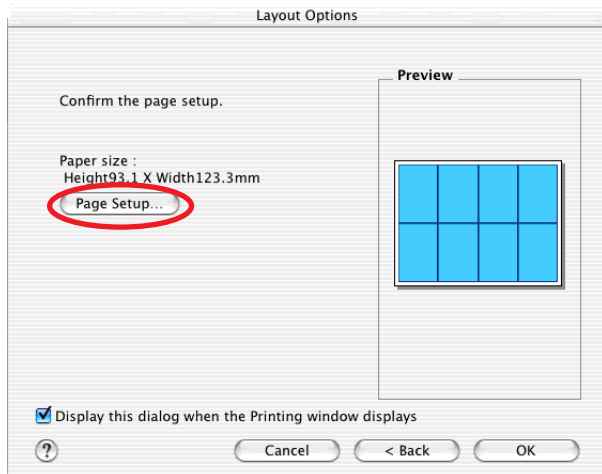 Layout Options
Preview
Confirm the page setup.
Paper size :
Height93.1 X Width123.3mm
Page Setup...
Display this dialog when the Printing window displays
?
Cancel
< Back
OK